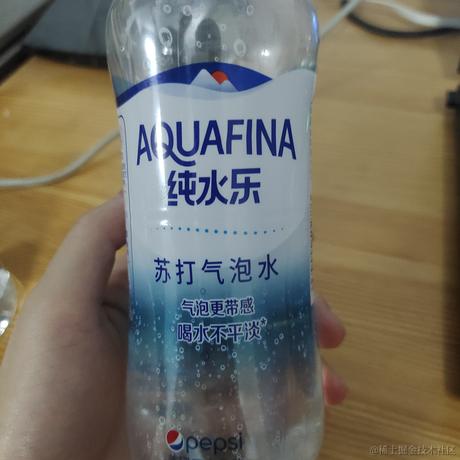 AQUAFINA
纯水乐
苏打气泡水
气泡更带感
喝水不平淡*
pepsi
@稀土掘金技术社区